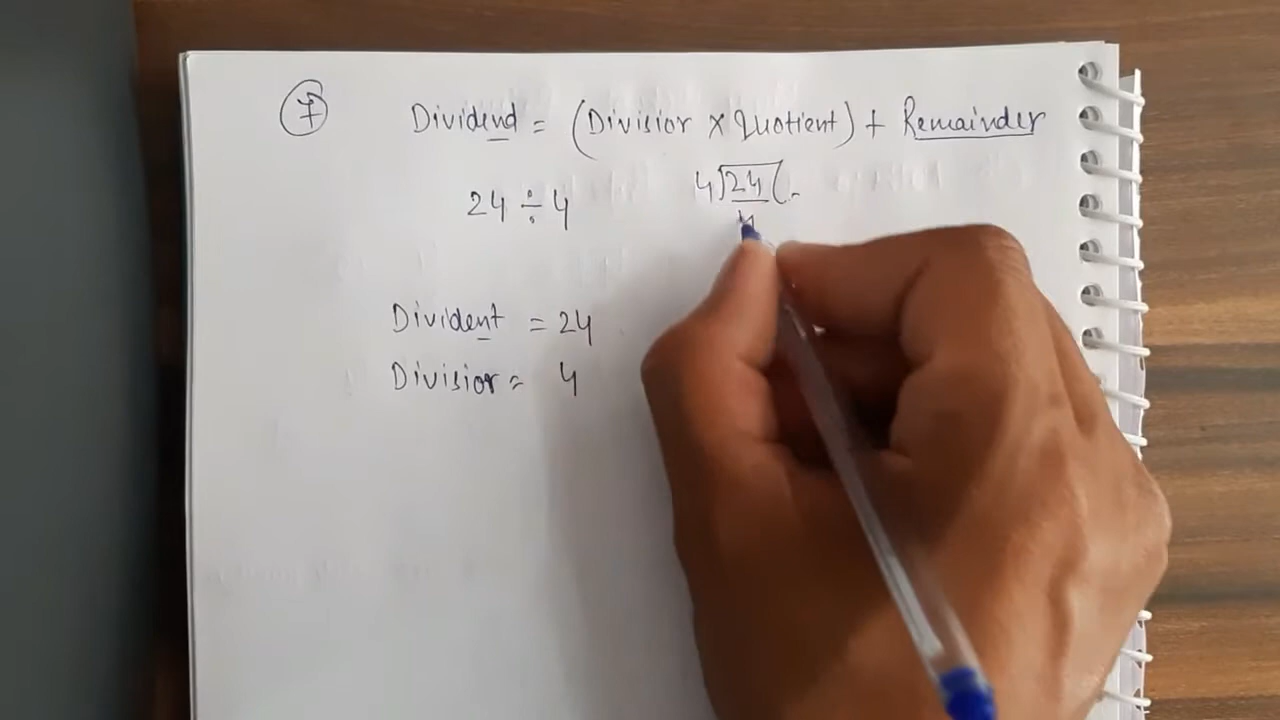 7 Dividend = (Divisior × Quotient) + Remainder
24 ÷ 4 4)24(
Divident = 24
Divisior = 4